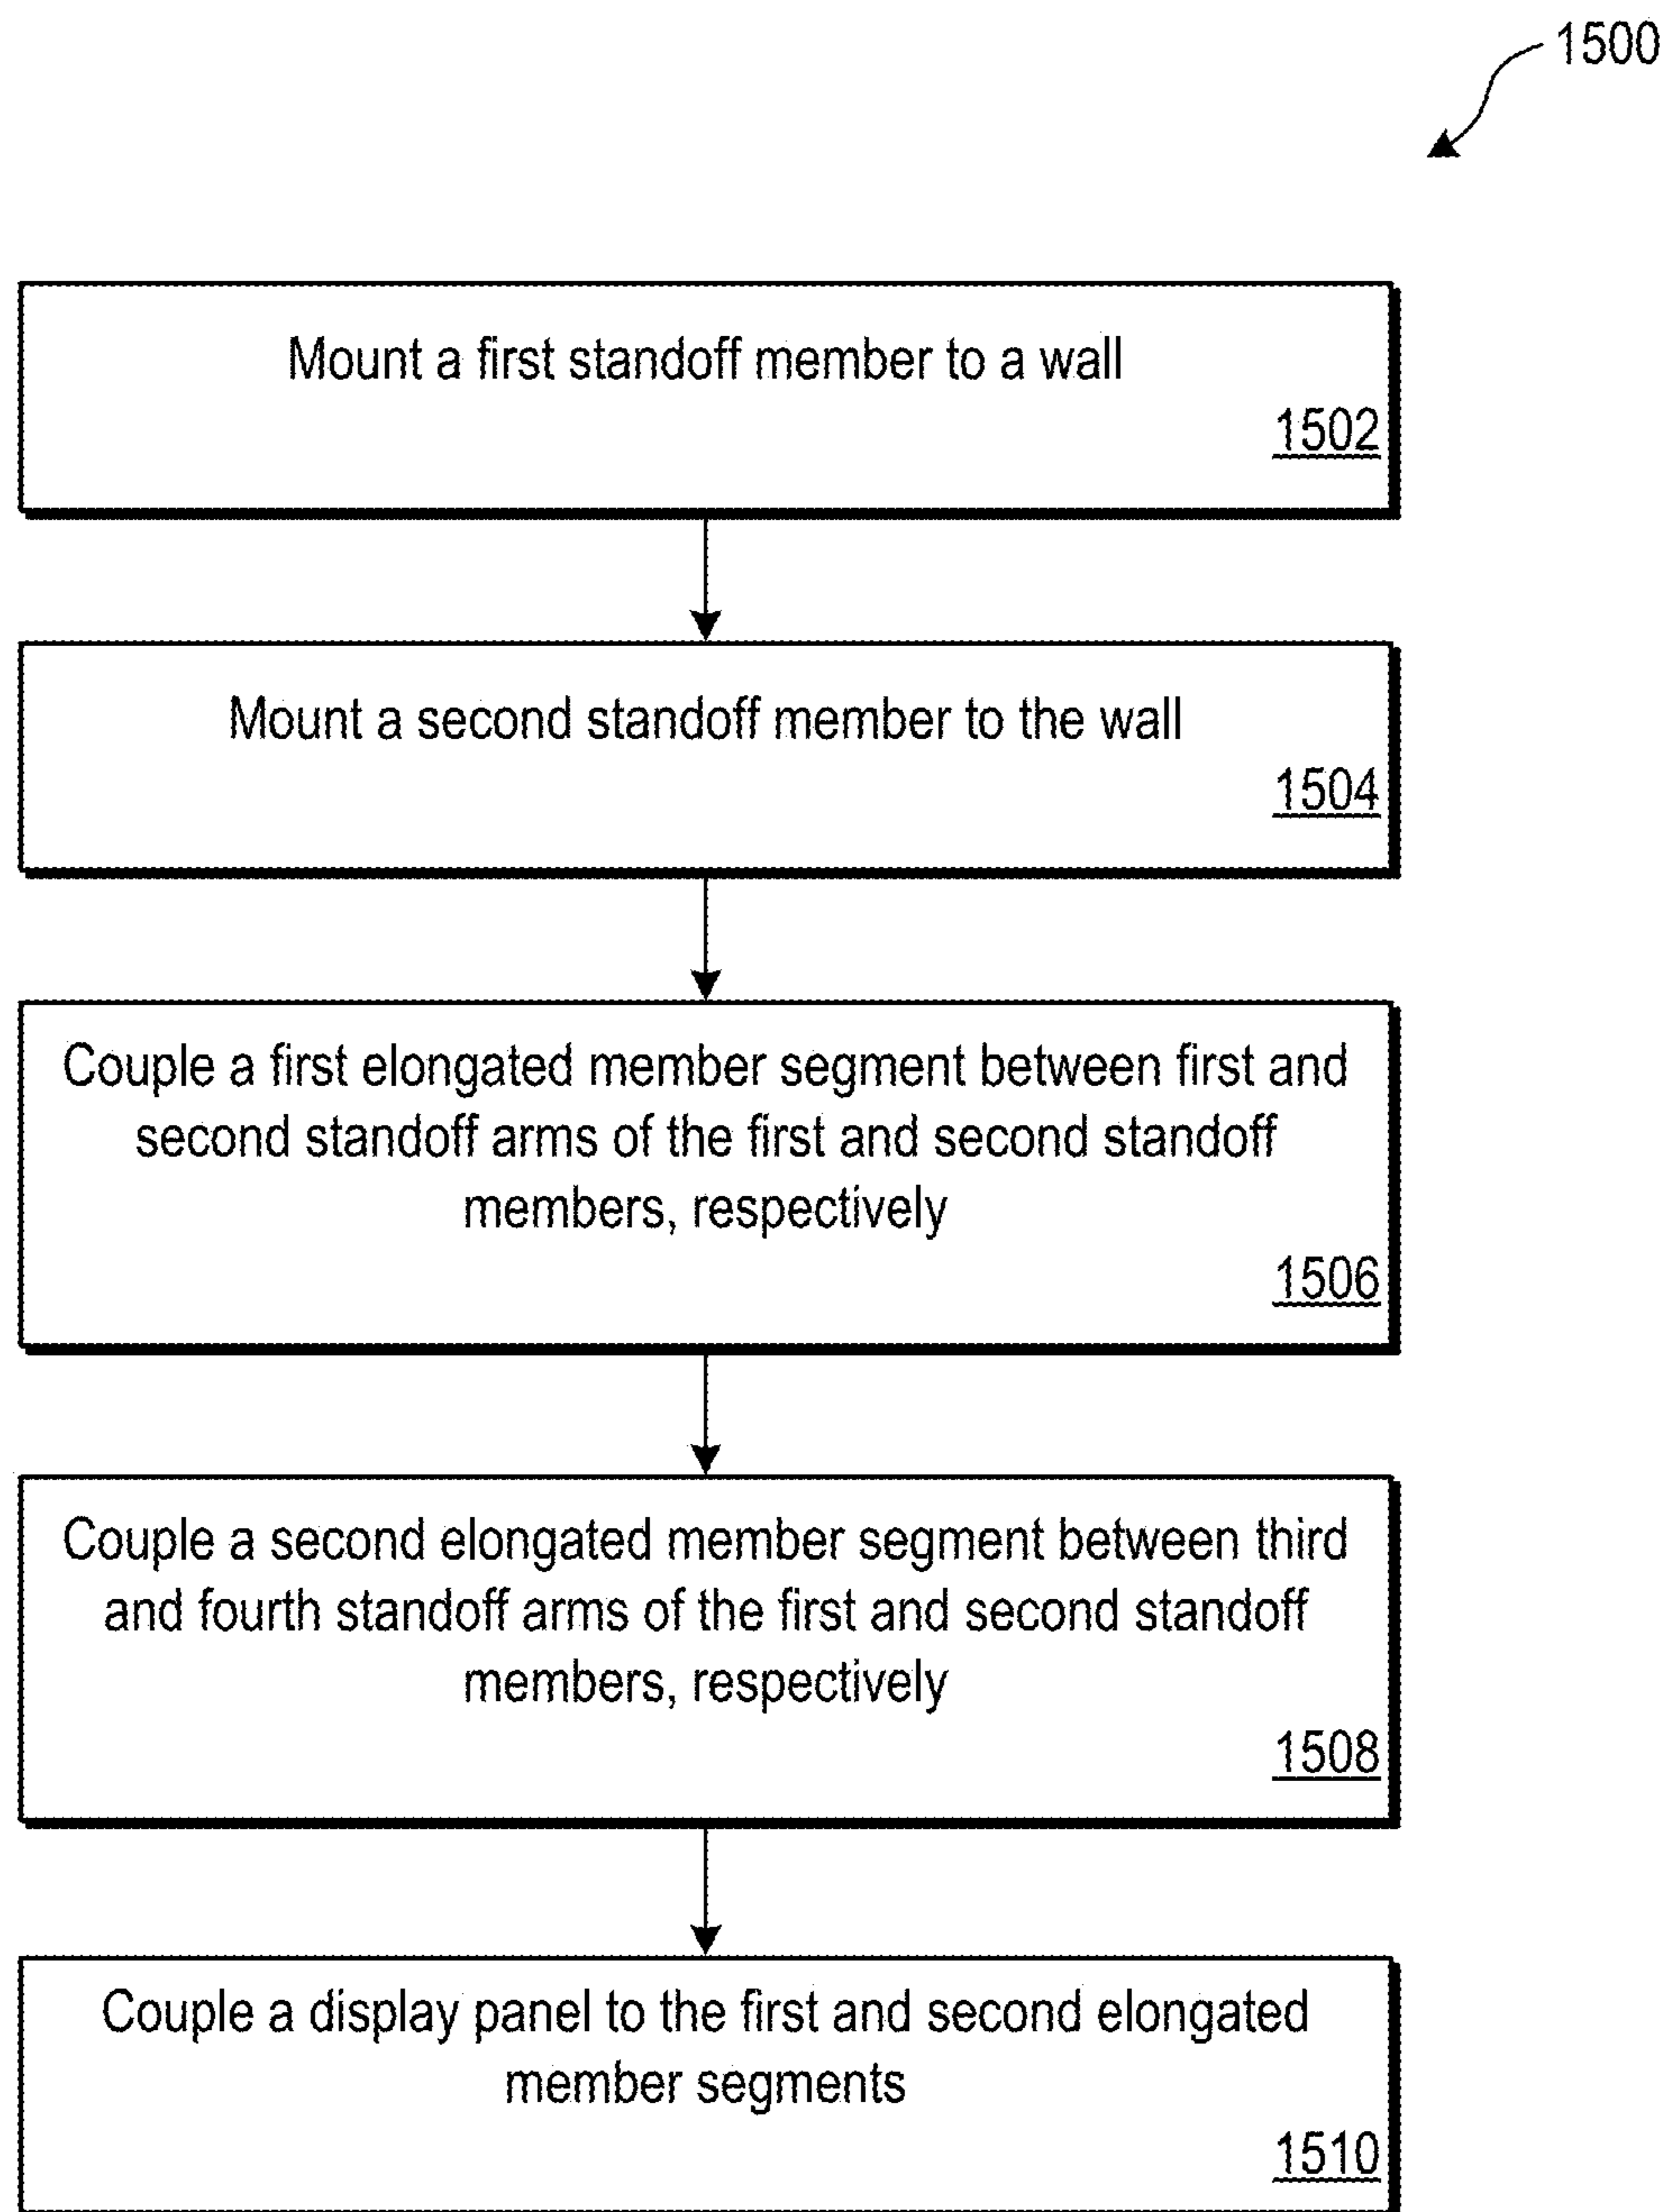 1500
Mount a first standoff member to a wall
1502
Mount a second standoff member to the wall
1504
Couple a first elongated member segment between first and
second standoff arms of the first and second standoff
members, respectively
1506
Couple a second elongated member segment between third
and fourth standoff arms of the first and second standoff
members, respectively
1508
Couple a display panel to the first and second elongated
member segments
1510